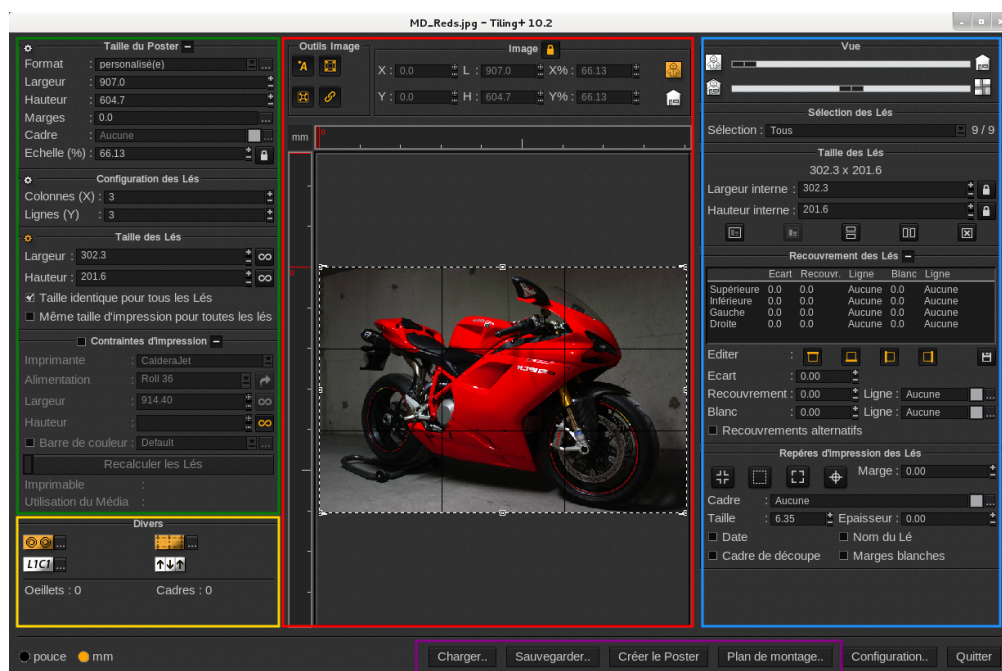 MD_Reds.jpg - Tiling+ 10.2
Taille du Poster
Format : personalisé(e)
Largeur : 907.0
Hauteur : 604.7
Marges : 0.0 ...
Cadre : Aucune ...
Echelle (%) : 66.13
Configuration des Lés
Colonnes (X) : 3
Lignes (Y) : 3
Taille des Lés
Largeur : 302.3
Hauteur : 201.6
Taille identique pour tous les Lés
Même taille d'impression pour toutes les lés
Contraintes d'impression
Imprimante : CalderaJet
Alimentation : Roll 36
Largeur : 914.40
Hauteur :
Barre de couleur : Default ...
Recalculer les Lés
Imprimable :
Utilisation du Média :
Divers
... ...
L1C1 ...
Oeillets : 0 Cadres : 0
pouce mm
Outils Image
A
Image
X : 0.0 L : 907.0 X% : 66.13
Y : 0.0 H : 604.7 Y% : 66.13
mm
0
0
Vue
Sélection des Lés
Sélection : Tous 9 / 9
Taille des Lés
302.3 x 201.6
Largeur interne : 302.3
Hauteur interne : 201.6
Recouvrement des Lés
Ecart Recouvr. Ligne Blanc Ligne
Supérieure 0.0 0.0 Aucune 0.0 Aucune
Inférieure 0.0 0.0 Aucune 0.0 Aucune
Gauche 0.0 0.0 Aucune 0.0 Aucune
Droite 0.0 0.0 Aucune 0.0 Aucune
Editer :
Ecart : 0.00
Recouvrement : 0.00 Ligne : Aucune ...
Blanc : 0.00 Ligne : Aucune ...
Recouvrements alternatifs
Repéres d'impression des Lés
Marge : 0.00
Cadre : Aucune ...
Taille : 6.35 Epaisseur : 0.00
Date Nom du Lé
Cadre de découpe Marges blanches
Charger.. Sauvegarder.. Créer le Poster Plan de montage.. Configuration.. Quitter